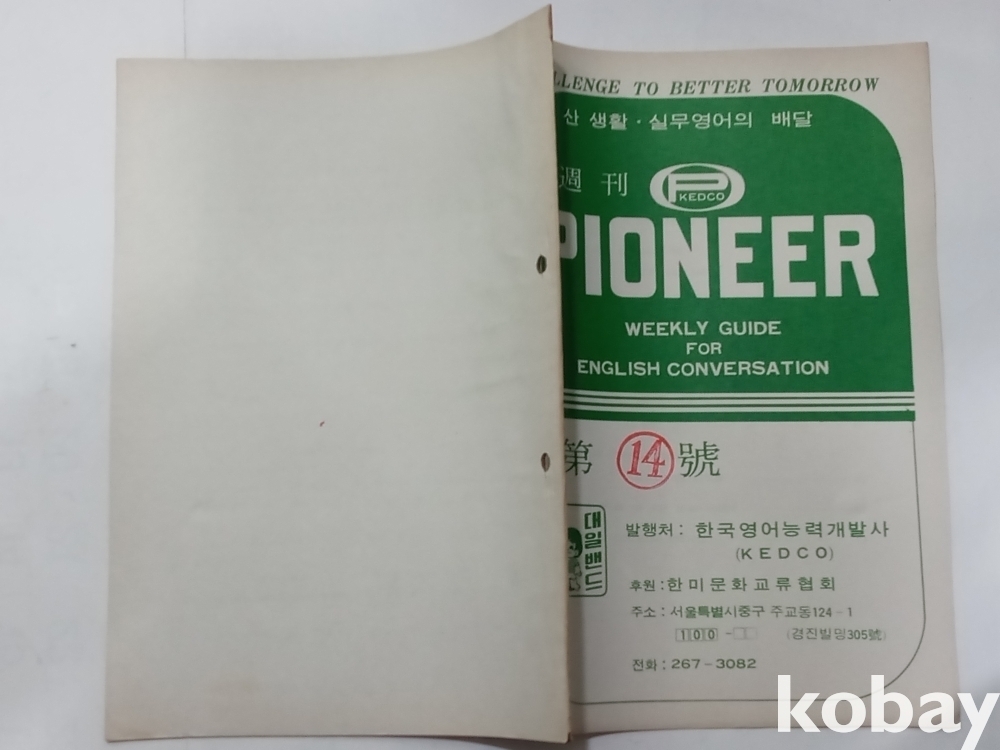 LLENGE TO BETTER TOMORROW
산 생활·실무영어의 배달
週刊
P
KEDCO
PIONEER
WEEKLY GUIDE
FOR
ENGLISH CONVERSATION
第 14 號
대일밴드
발행처: 한국영어능력개발사
(KEDCO)
후원: 한미문화교류협회
주소: 서울특별시중구 주교동124-1
100-
(경진빌딩305號)
전화: 267-3082
kobay